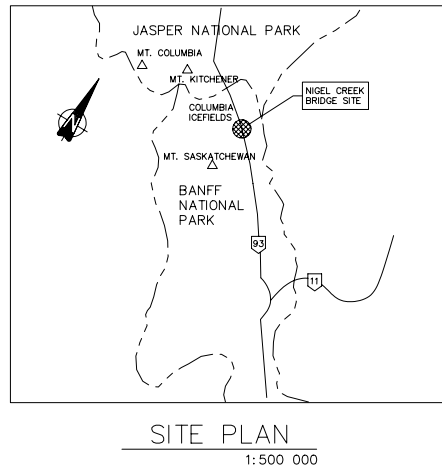 JASPER NATIONAL PARK
MT. COLUMBIA
MT. KITCHENER
NIGEL CREEK
BRIDGE SITE
COLUMBIA
ICEFIELDS
MT. SASKATCHEWAN
BANFF
NATIONAL
PARK
93
11
N
SITE PLAN
1:500 000